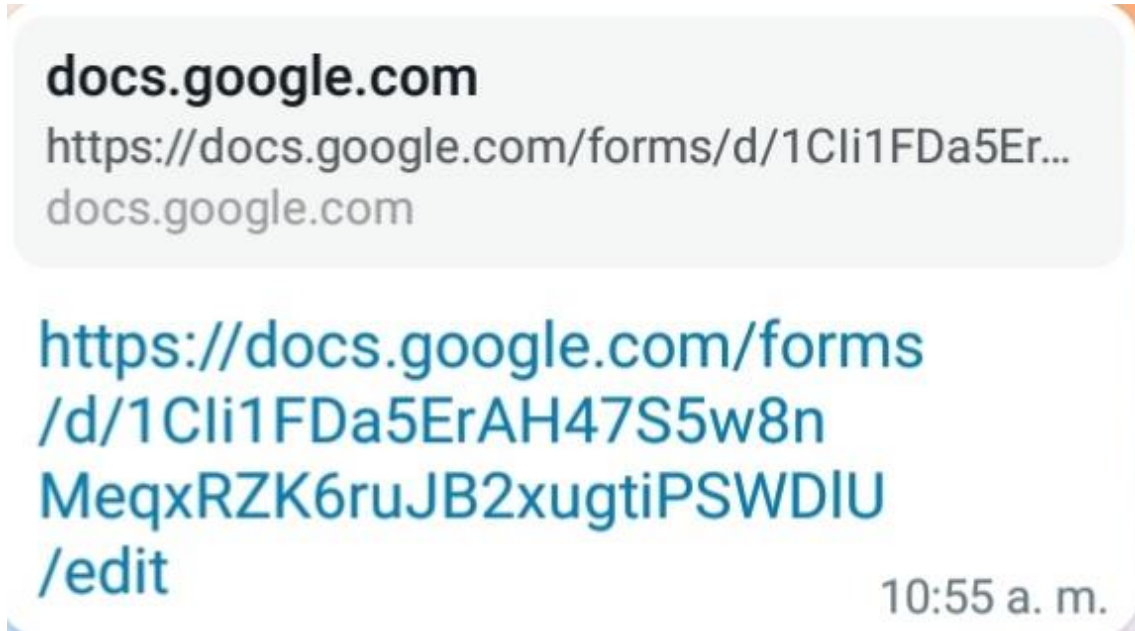 docs.google.com
https://docs.google.com/forms/d/1CIi1FDa5Er...
docs.google.com
https://docs.google.com/forms
/d/1CIi1FDa5ErAH47S5w8n
MeqxRZK6ruJB2xugtiPSWDlU
/edit
10:55 a. m.